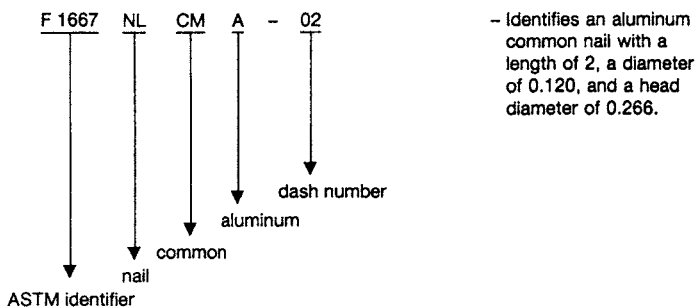 F 1667 NL CM A – 02
– Identifies an aluminum
common nail with a
length of 2, a diameter
of 0.120, and a head
diameter of 0.266.
dash number
aluminum
common
nail
ASTM identifier